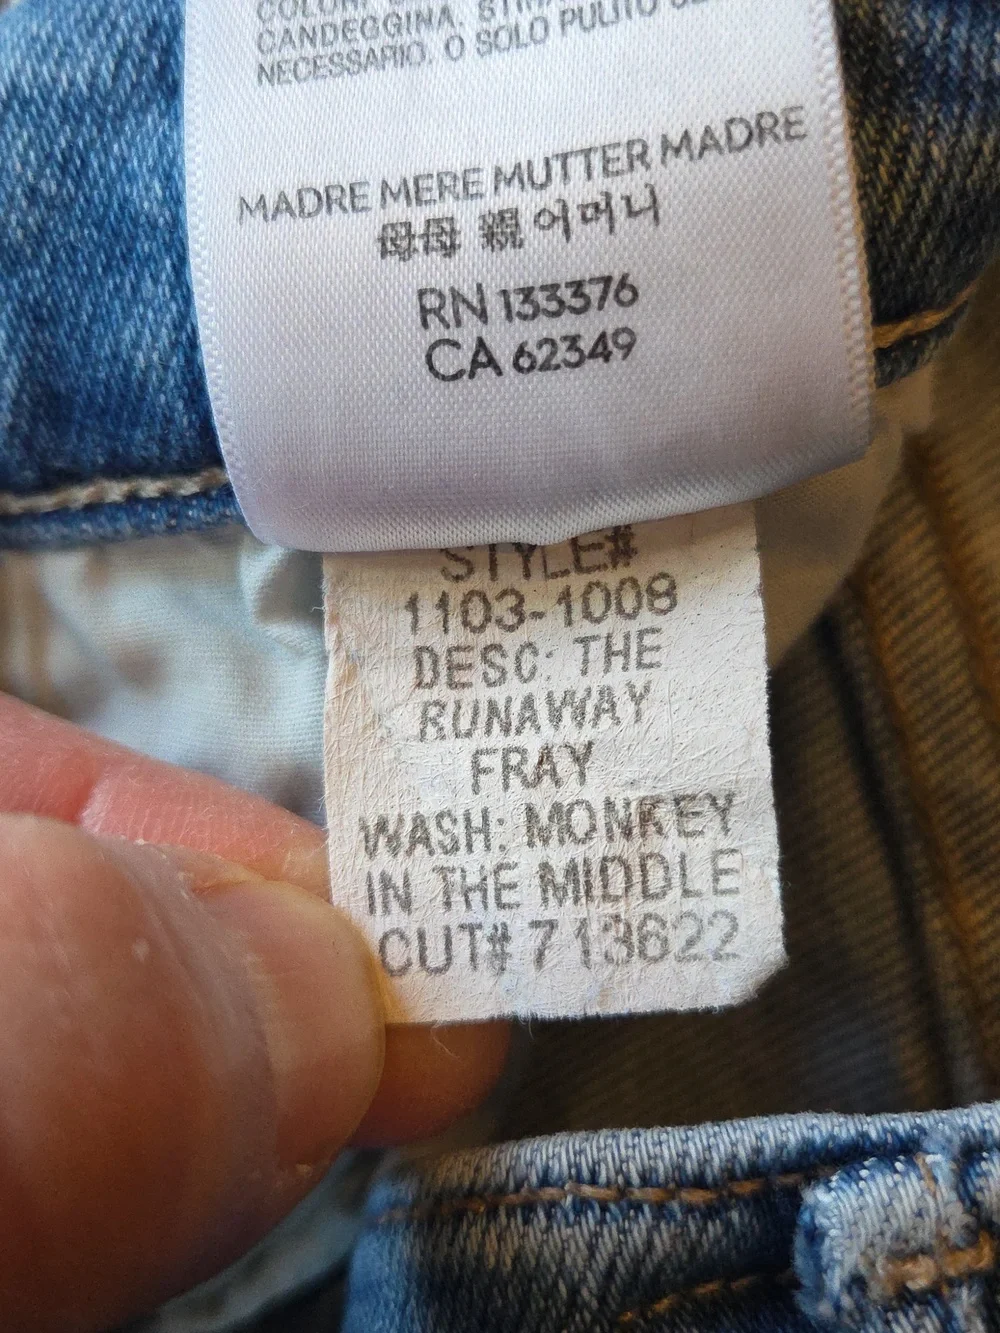 CANDEGGINA.
NECESSARIO. O SOLO PULITO
MADRE MERE MUTTER MADRE
母母 親 어머니
RN 133376
CA 62349
STYLE#
1103-1008
DESC: THE
RUNAWAY
FRAY
WASH: MONKEY
IN THE MIDDLE
CUT# 713622